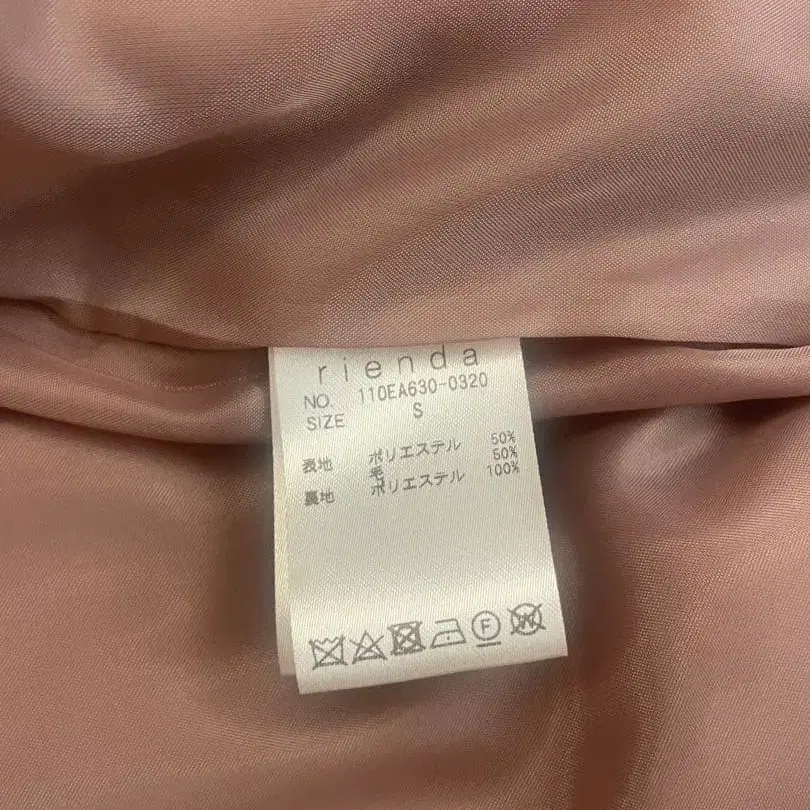 rienda
NO. 110EA630-0320
SIZE S
表地 ポリエステル 50%
毛 50%
裏地 ポリエステル 100%
F
W